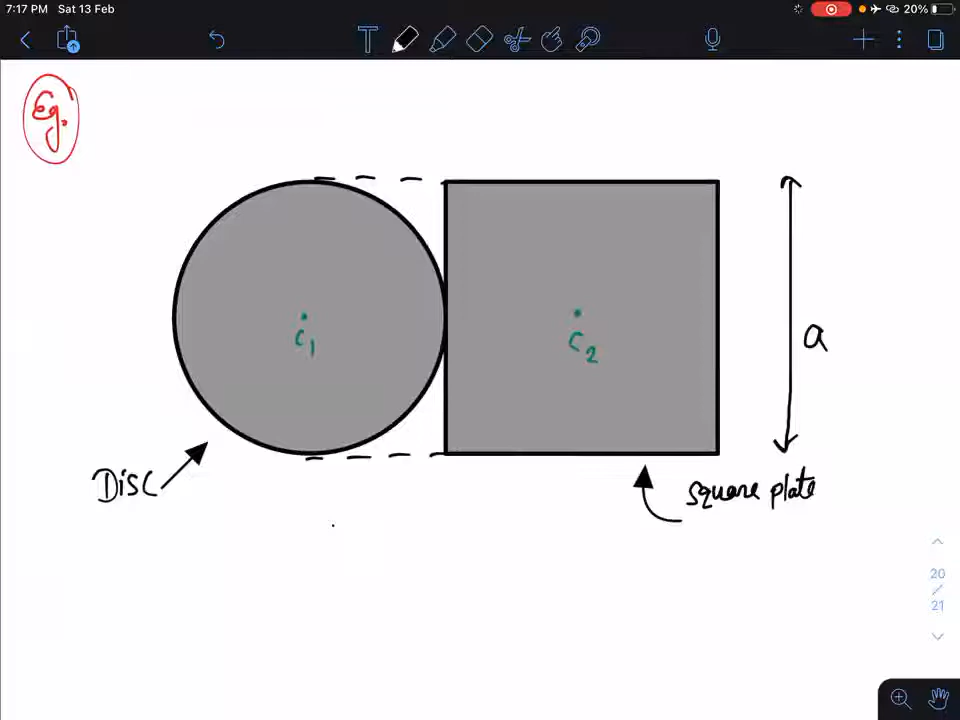 7:17 PM Sat 13 Feb
20%
T
Eg.
C1
C2
a
DISC
square plate
20
/
21